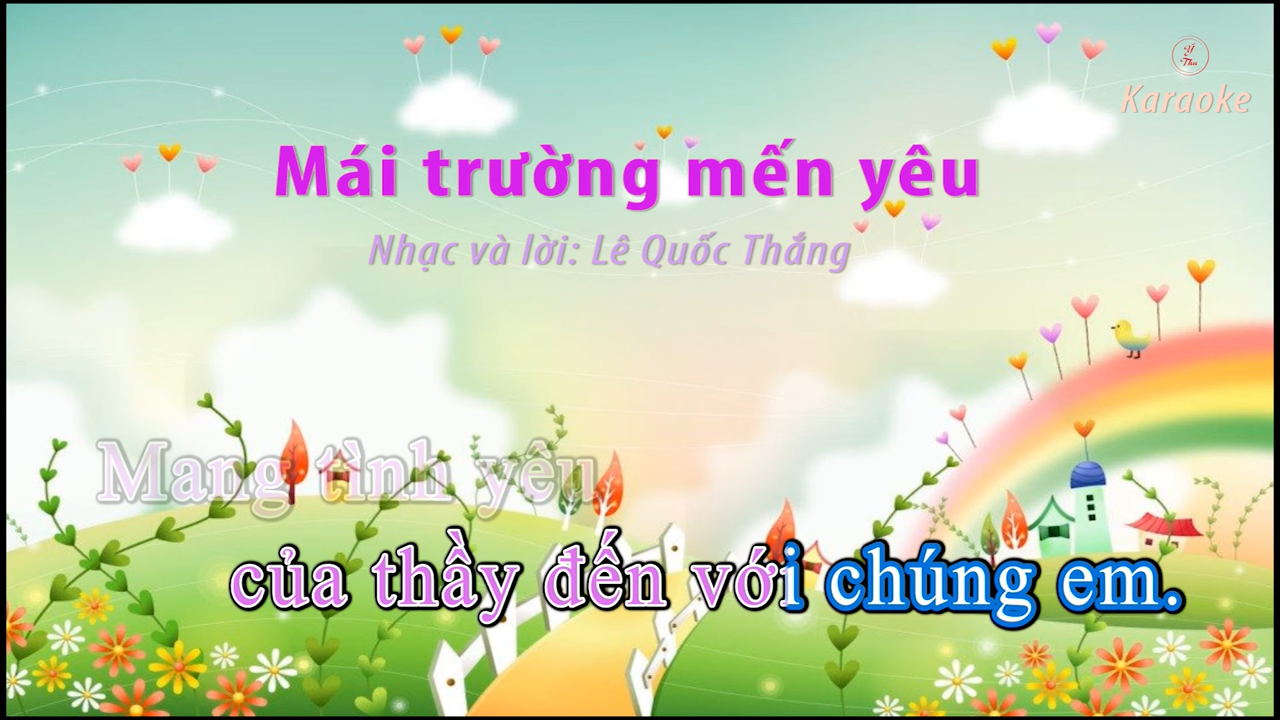 Ý Thu
Karaoke
Mái trường mến yêu
Nhạc và lời: Lê Quốc Thắng
Mang tình yêu
của thầy đến với chúng em.